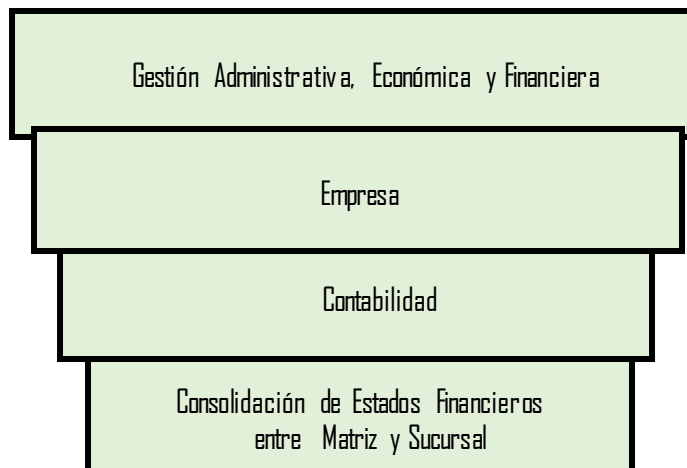 Gestión Administrativa, Económica y Financiera
Empresa
Contabilidad
Consolidación de Estados Financieros
entre Matriz y Sucursal